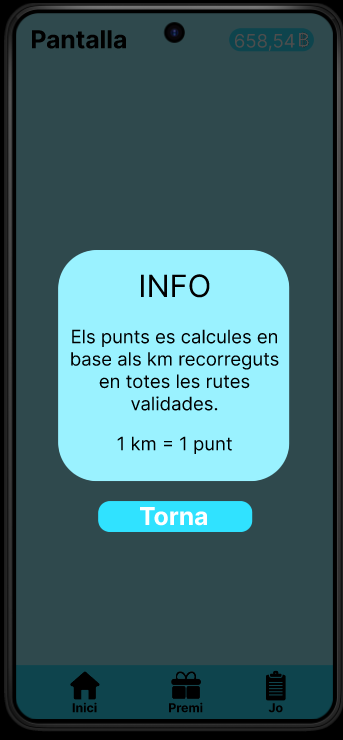 Pantalla
658,54 B
INFO
Els punts es calcules en
base als km recorreguts
en totes les rutes
validades.
1 km = 1 punt
Torna
Inici
Premi
Jo